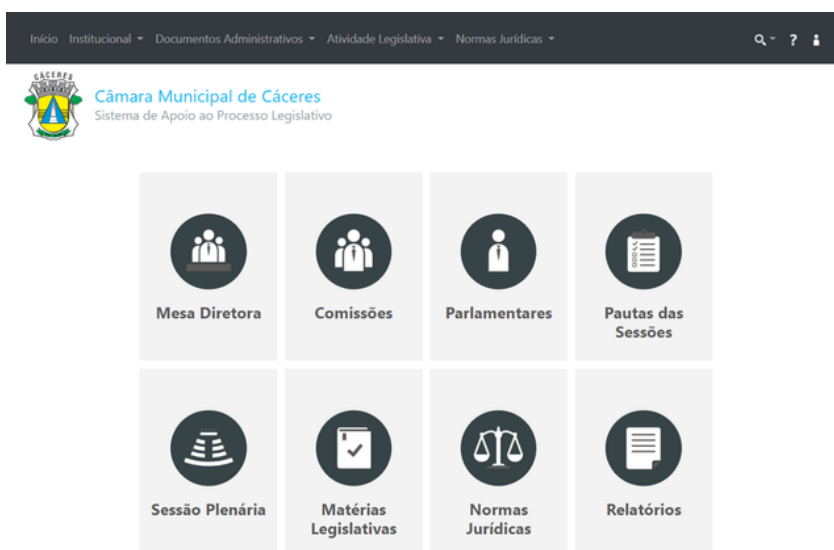 Início Institucional Documentos Administrativos Atividade Legislativa Normas Jurídicas ?
CÁCERES
Câmara Municipal de Cáceres
Sistema de Apoio ao Processo Legislativo
Mesa Diretora Comissões Parlamentares Pautas das
Sessões
Sessão Plenária Matérias Normas Relatórios
Legislativas Jurídicas